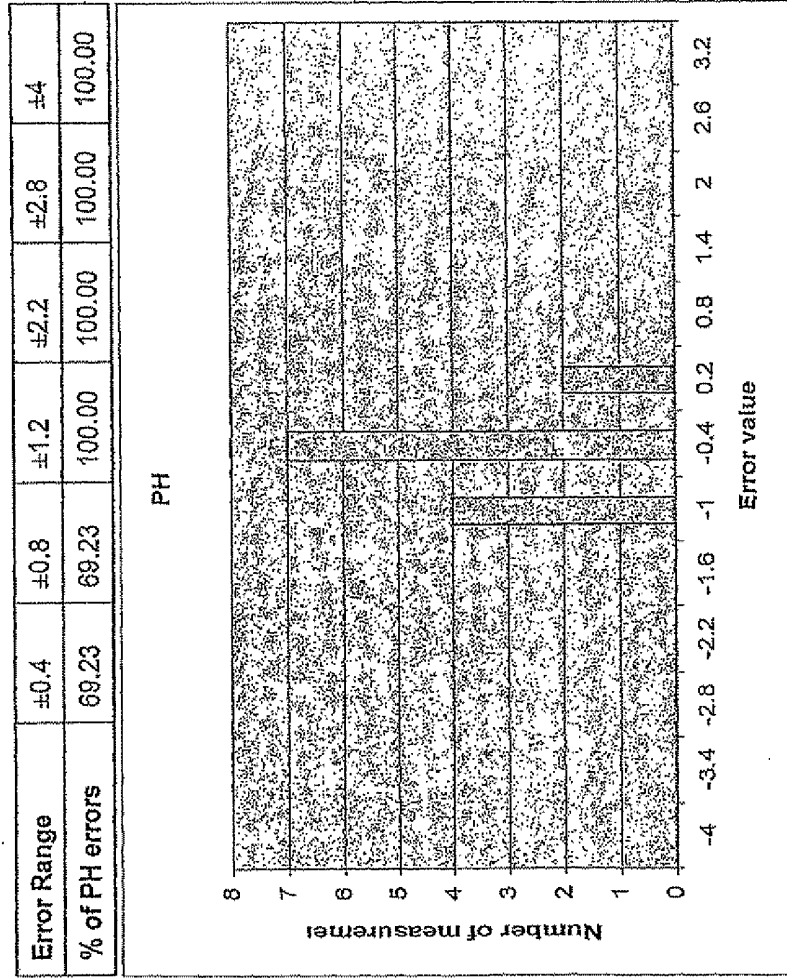 Error Range ±0.4 ±0.8 ±1.2 ±2.2 ±2.8 ±4
% of PH errors 69.23 69.23 100.00 100.00 100.00 100.00
PH
8
7
6
5
4
3
2
1
0
Number of measuremei
-4 -3.4 -2.8 -2.2 -1.6 -1 -0.4 0.2 0.8 1.4 2 2.6 3.2
Error value